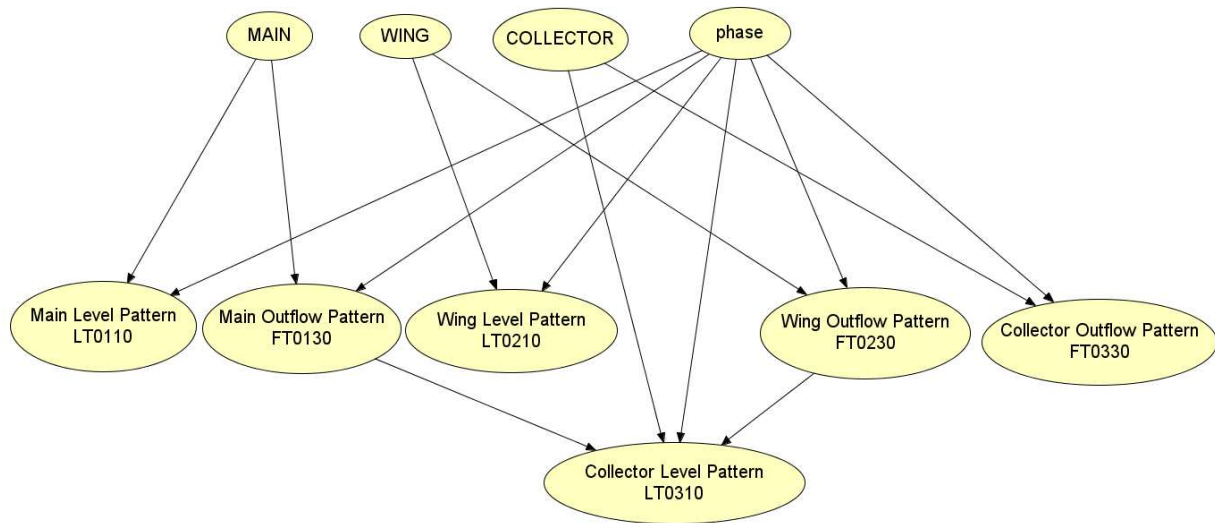 MAIN
WING
COLLECTOR
phase
Main Level Pattern
LT0110
Main Outflow Pattern
FT0130
Wing Level Pattern
LT0210
Wing Outflow Pattern
FT0230
Collector Outflow Pattern
FT0330
Collector Level Pattern
LT0310